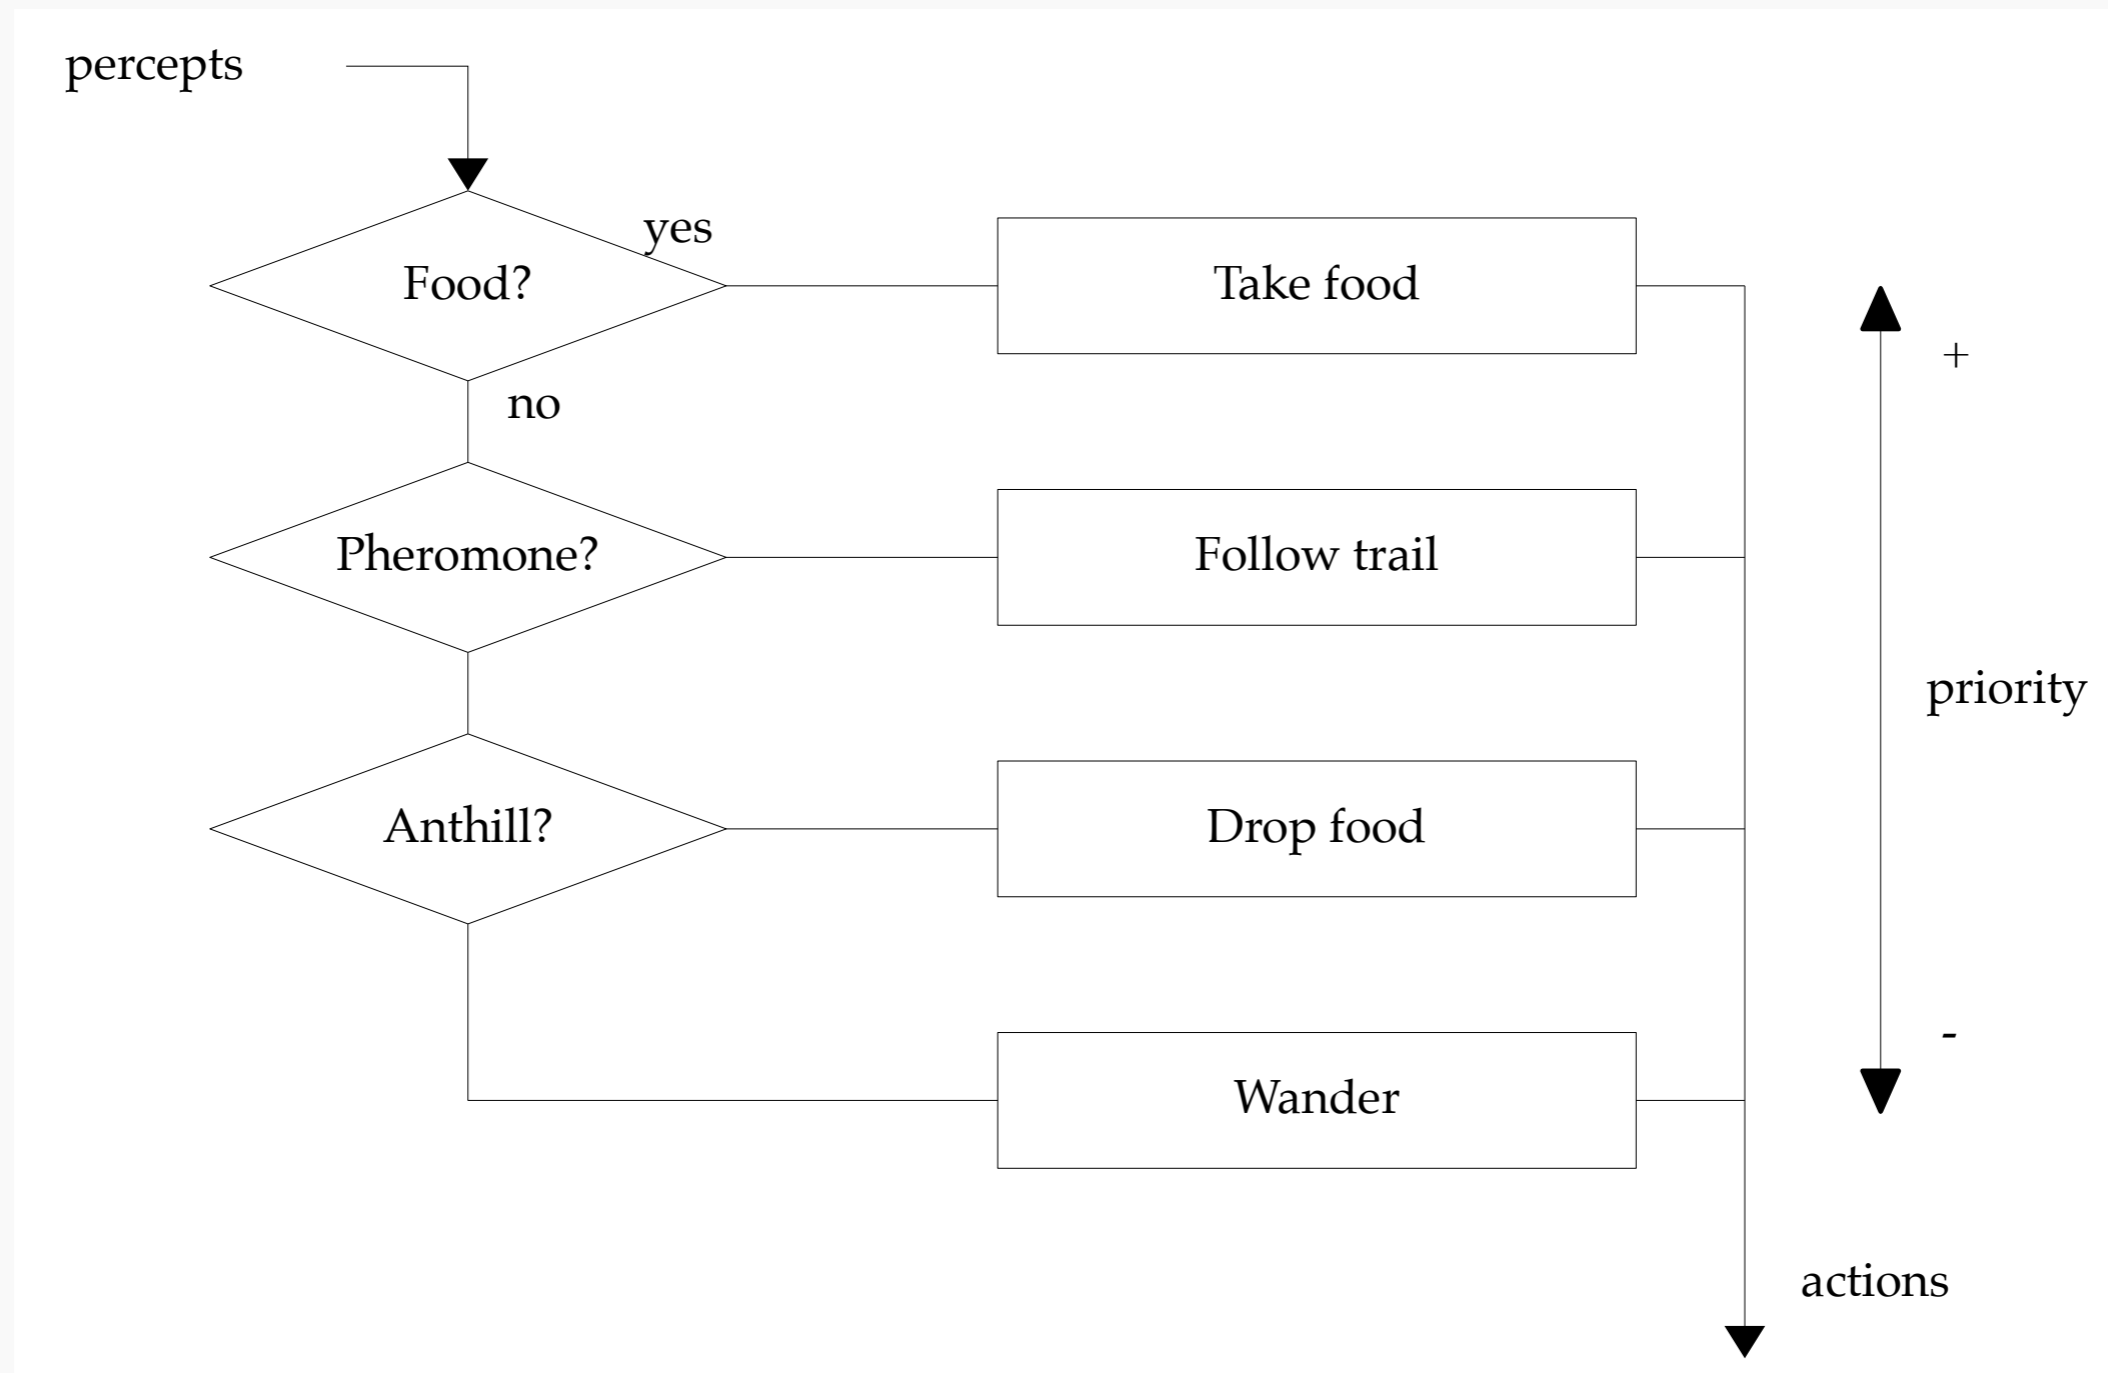 percepts
yes
Food?
Take food
+
no
Pheromone?
Follow trail
priority
Anthill?
Drop food
-
Wander
actions